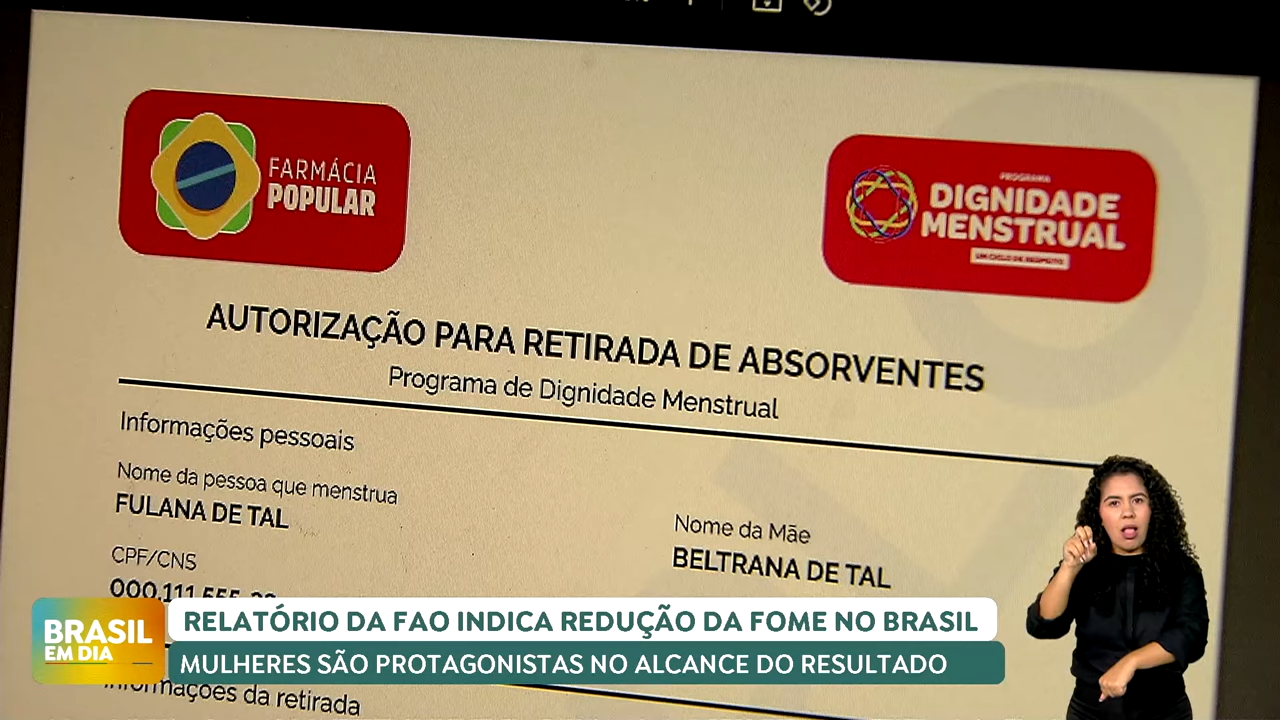 FARMÁCIA
POPULAR
PROGRAMA
DIGNIDADE
MENSTRUAL
UM CICLO DE RESPEITO
AUTORIZAÇÃO PARA RETIRADA DE ABSORVENTES
Programa de Dignidade Menstrual
Informações pessoais
Nome da pessoa que menstrua
FULANA DE TAL
Nome da Mãe
BELTRANA DE TAL
CPF/CNS
000.111.555-
BRASIL
EM DIA
RELATÓRIO DA FAO INDICA REDUÇÃO DA FOME NO BRASIL
MULHERES SÃO PROTAGONISTAS NO ALCANCE DO RESULTADO
Informações da retirada